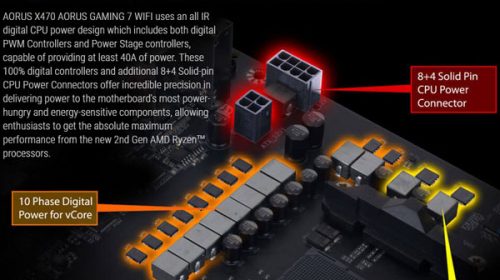 AORUS X470 AORUS GAMING 7 WIFI uses an all IR
digital CPU power design which includes both digital
PWM Controllers and Power Stage controllers,
capable of providing at least 40A of power. These
100% digital controllers and additional 8+4 Solid-pin
CPU Power Connectors offer incredible precision in
delivering power to the motherboard's most power-
hungry and energy-sensitive components, allowing
enthusiasts to get the absolute maximum
performance from the new 2nd Gen AMD Ryzen™
processors.
8+4 Solid Pin
CPU Power
Connector
10 Phase Digital
Power for vCore